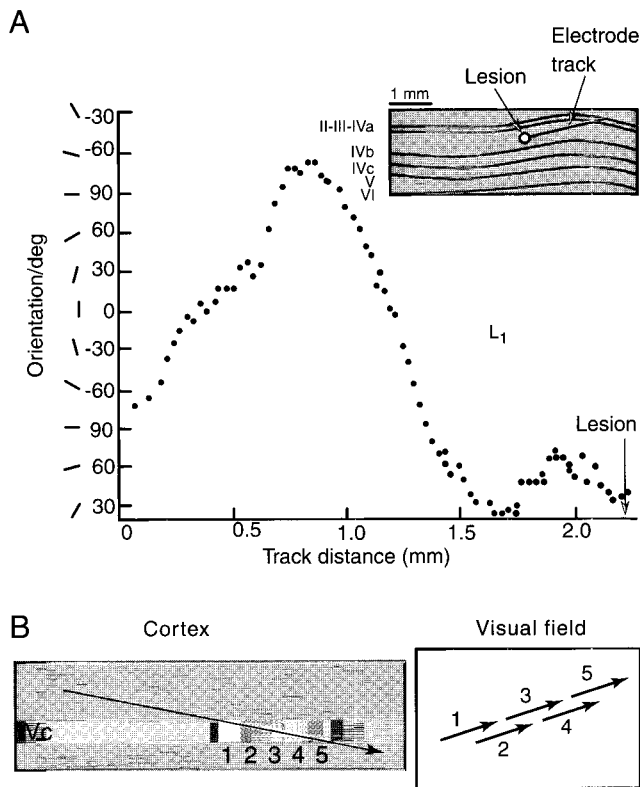 A
Electrode
track
Lesion
1 mm
II-III-IVa
IVb
IVc
V
VI
Orientation/deg
-30
-60
90
60
30
0
-30
-60
90
60
30
L1
Lesion
0
0.5
1.0
1.5
2.0
Track distance (mm)
B
Cortex
Visual field
Vc
1 2 3 4 5
1 2 3 4 5